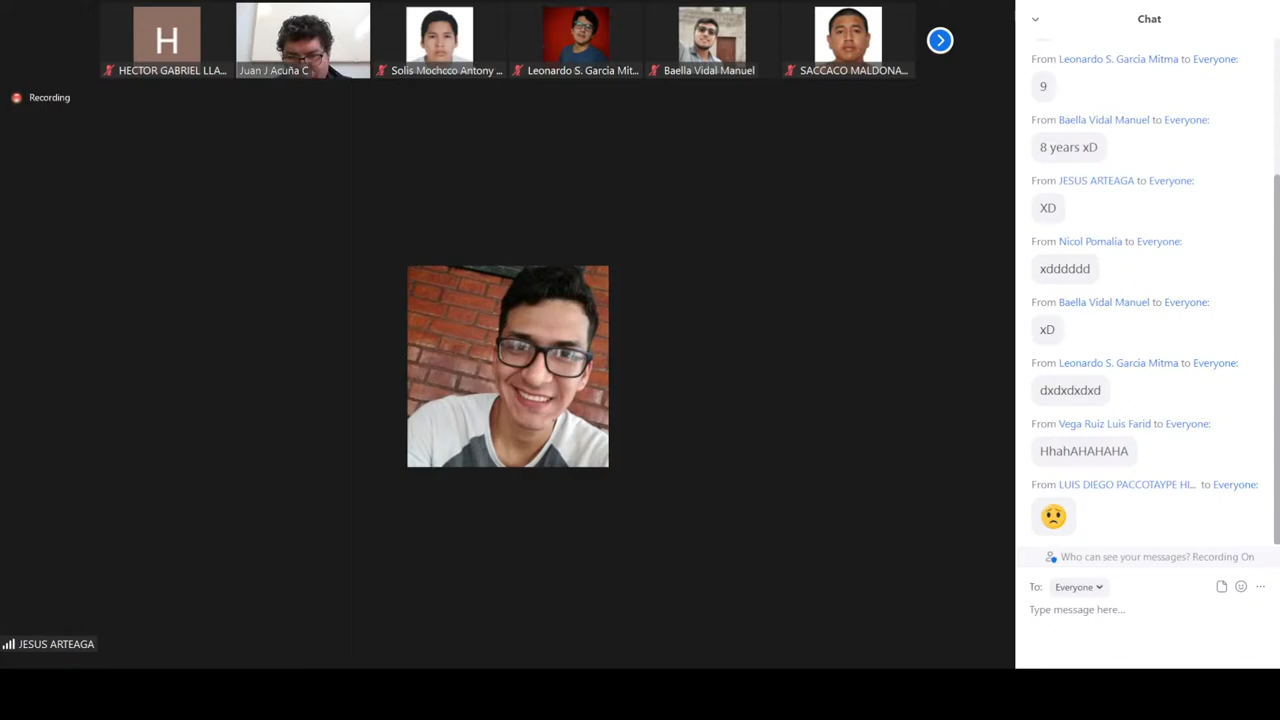 H
HECTOR GABRIEL LLA...
Juan J Acuña C
Solis Mochcco Antony ...
Leonardo S. Garcia Mit...
Baella Vidal Manuel
SACCACO MALDONA...
Recording
JESUS ARTEAGA
Chat
From Leonardo S. Garcia Mitma to Everyone:
9
From Baella Vidal Manuel to Everyone:
8 years xD
From JESUS ARTEAGA to Everyone:
XD
From Nicol Pomalia to Everyone:
xdddddd
From Baella Vidal Manuel to Everyone:
xD
From Leonardo S. Garcia Mitma to Everyone:
dxdxdxdxd
From Vega Ruiz Luis Farid to Everyone:
HhahAHAHAHA
From LUIS DIEGO PACCOTAYPE HI... to Everyone:
Who can see your messages? Recording On
To: Everyone
Type message here...